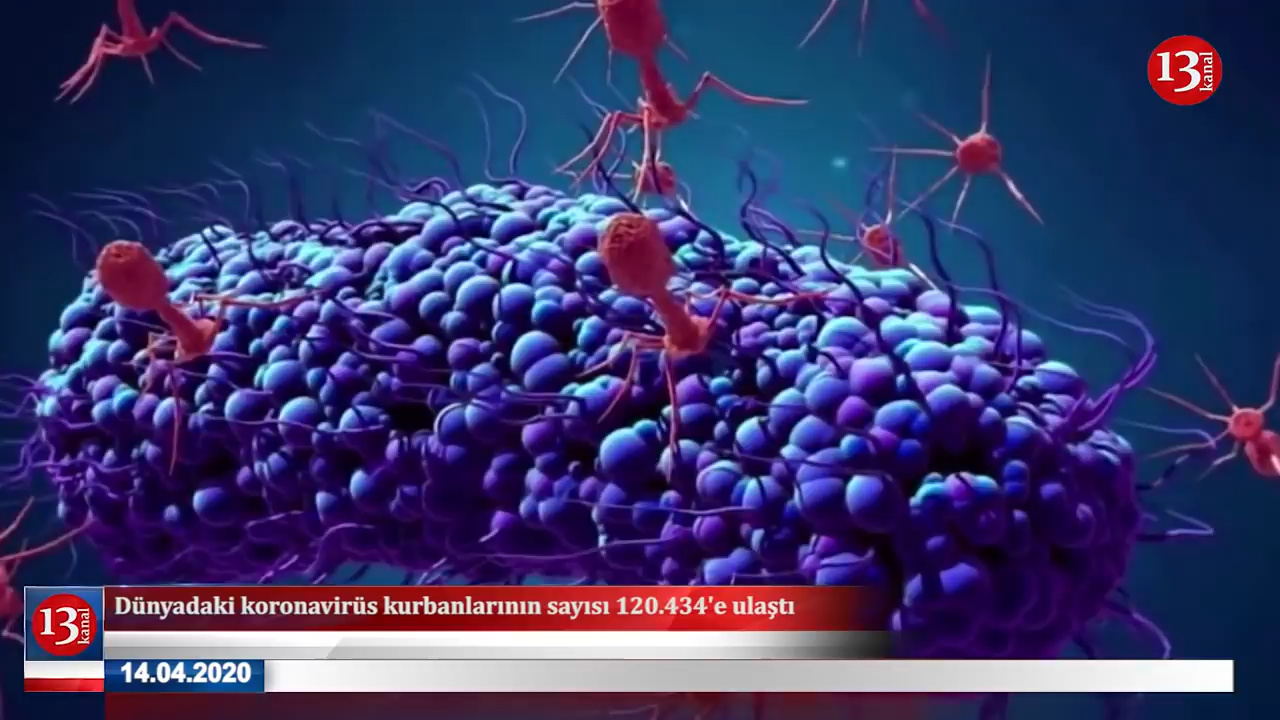 13 kanal
Dünyadaki koronavirüs kurbanlarının sayısı 120.434'e ulaştı
13 kanal
14.04.2020